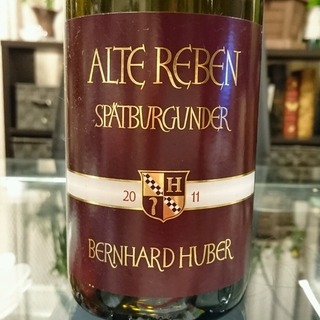 ALTE REBEN
SPÄTBURGUNDER
H
20 11
BERNHARD HUBER